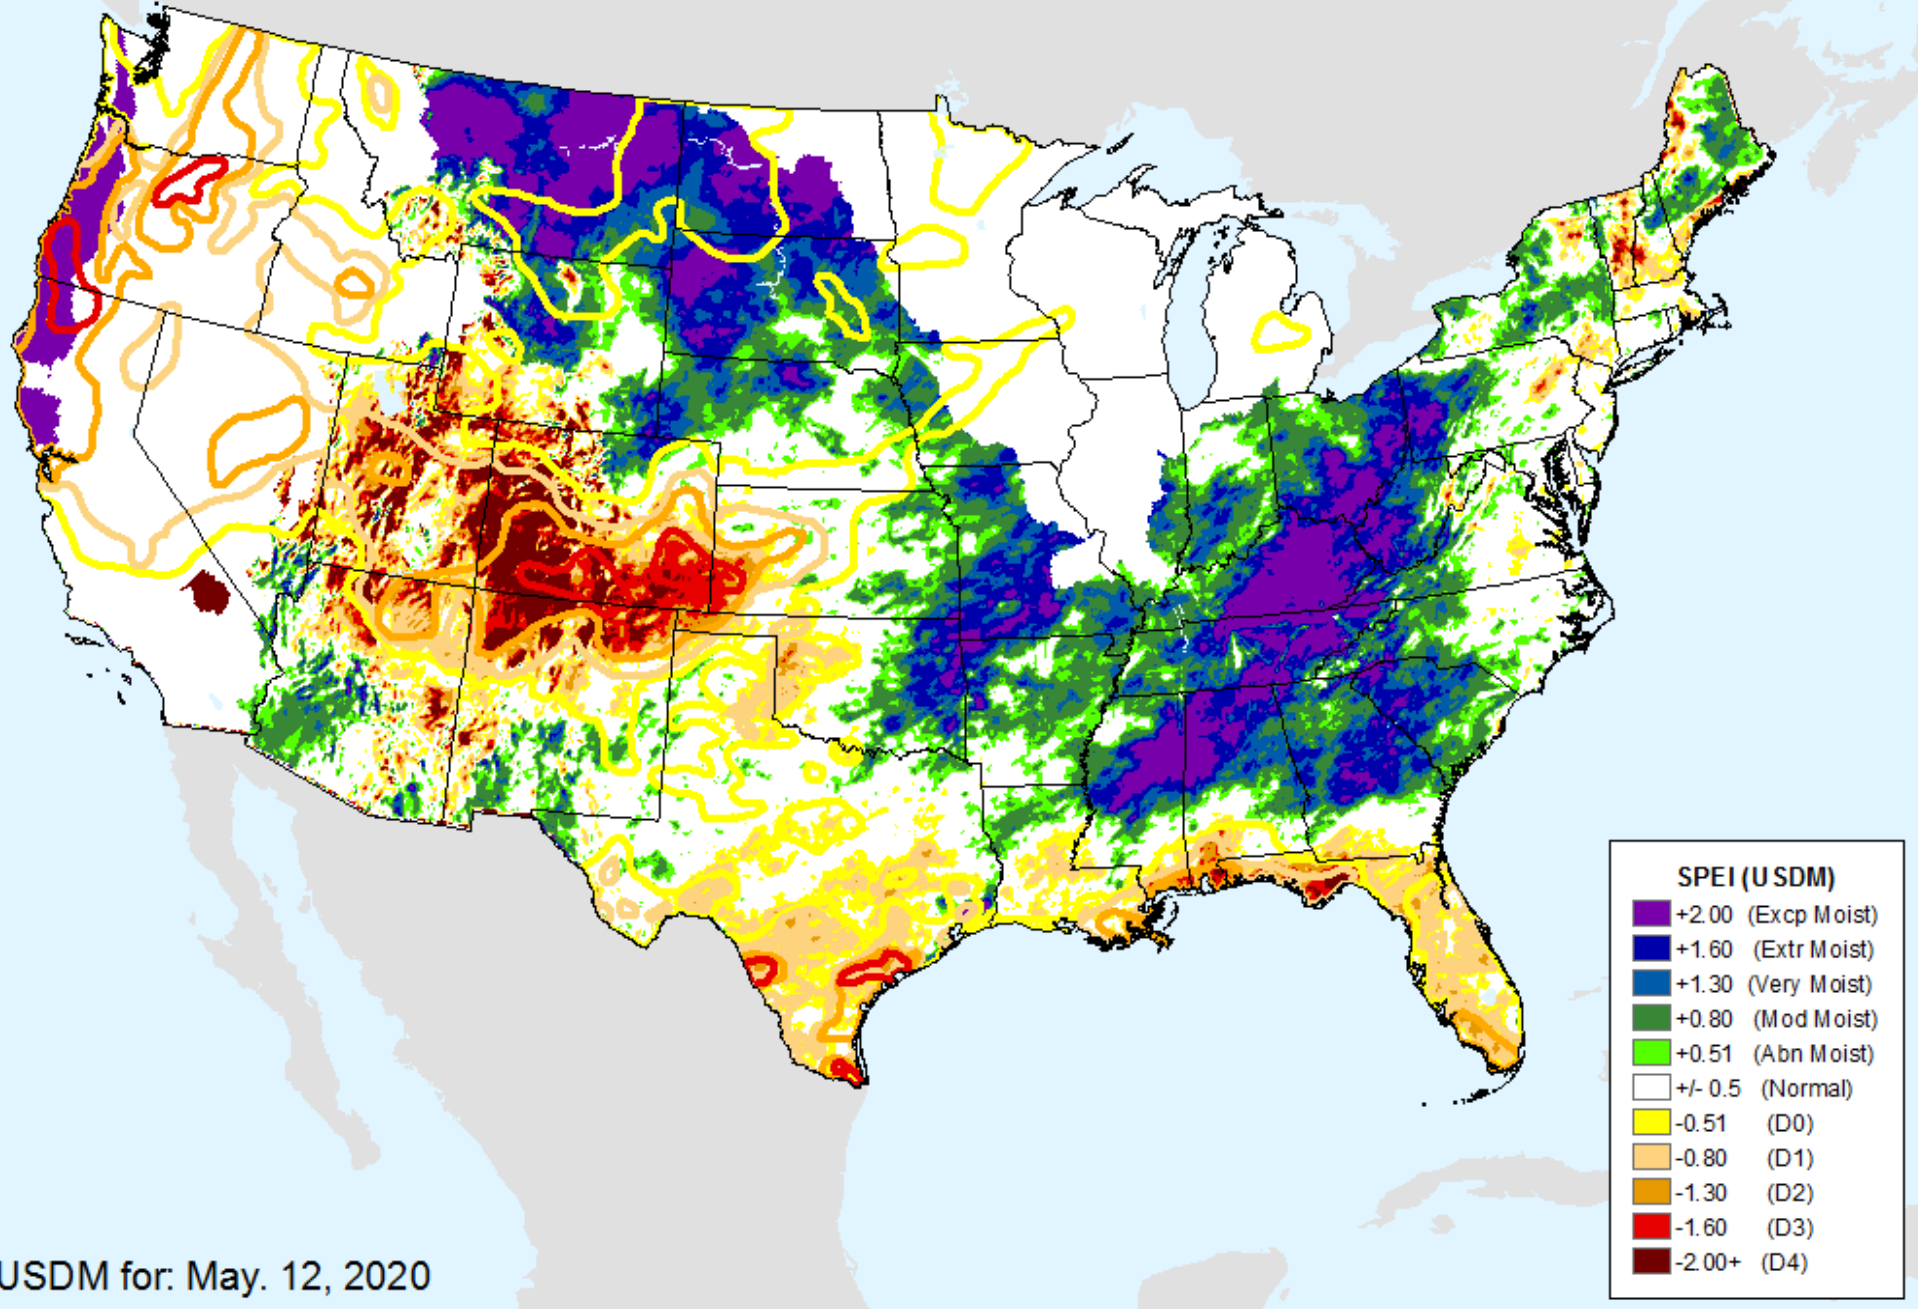 SPEI (USDM)
+2.00 (Excp Moist)
+1.60 (Extr Moist)
+1.30 (Very Moist)
+0.80 (Mod Moist)
+0.51 (Abn Moist)
+/- 0.5 (Normal)
-0.51 (D0)
-0.80 (D1)
-1.30 (D2)
-1.60 (D3)
-2.00+ (D4)
USDM for: May. 12, 2020